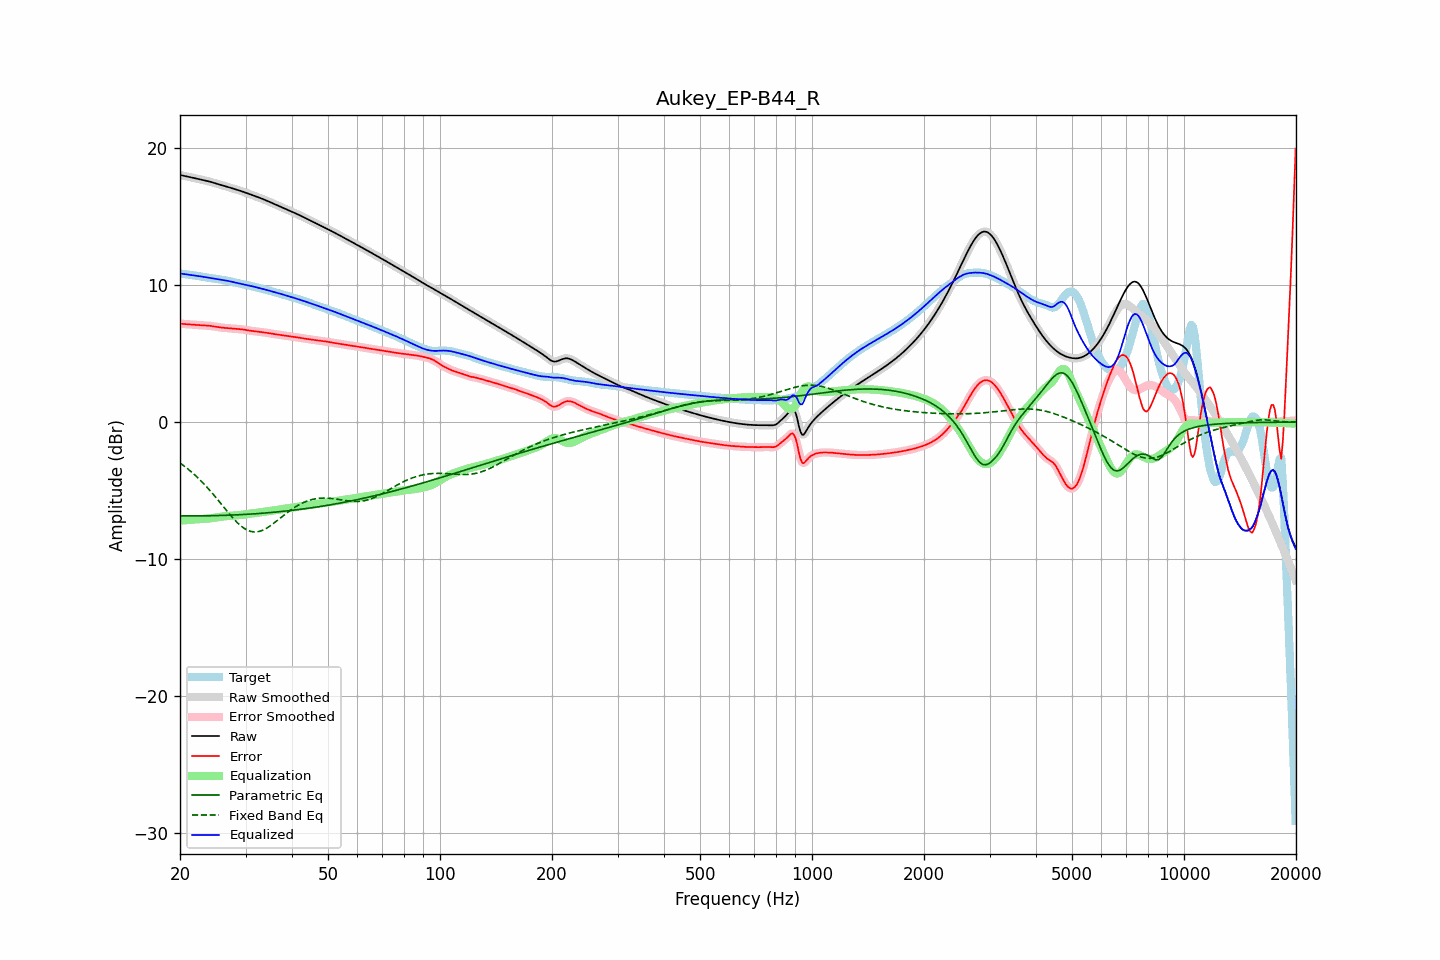 Aukey_EP-B44_R
Amplitude (dBr)
20
10
0
−10
−20
−30
Target
Raw Smoothed
Error Smoothed
Raw
Error
Equalization
Parametric Eq
Fixed Band Eq
Equalized
20 50 100 200 500 1000 2000 5000 10000 20000
Frequency (Hz)